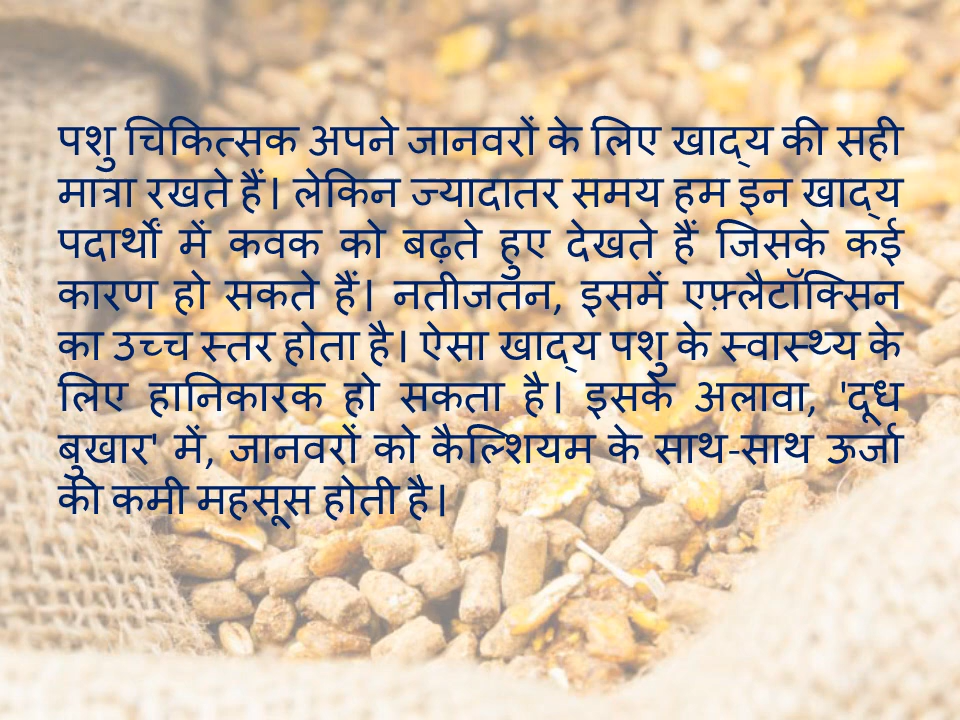 पशु चिकित्सक अपने जानवरों के लिए खाद्य की सही
मात्रा रखते हैं। लेकिन ज्यादातर समय हम इन खाद्य
पदार्थों में कवक को बढ़ते हुए देखते हैं जिसके कई
कारण हो सकते हैं। नतीजतन, इसमें एफ़्लैटॉक्सिन
का उच्च स्तर होता है। ऐसा खाद्य पशु के स्वास्थ्य के
लिए हानिकारक हो सकता है। इसके अलावा, 'दूध
बुखार' में, जानवरों को कैल्शियम के साथ-साथ ऊर्जा
की कमी महसूस होती है।